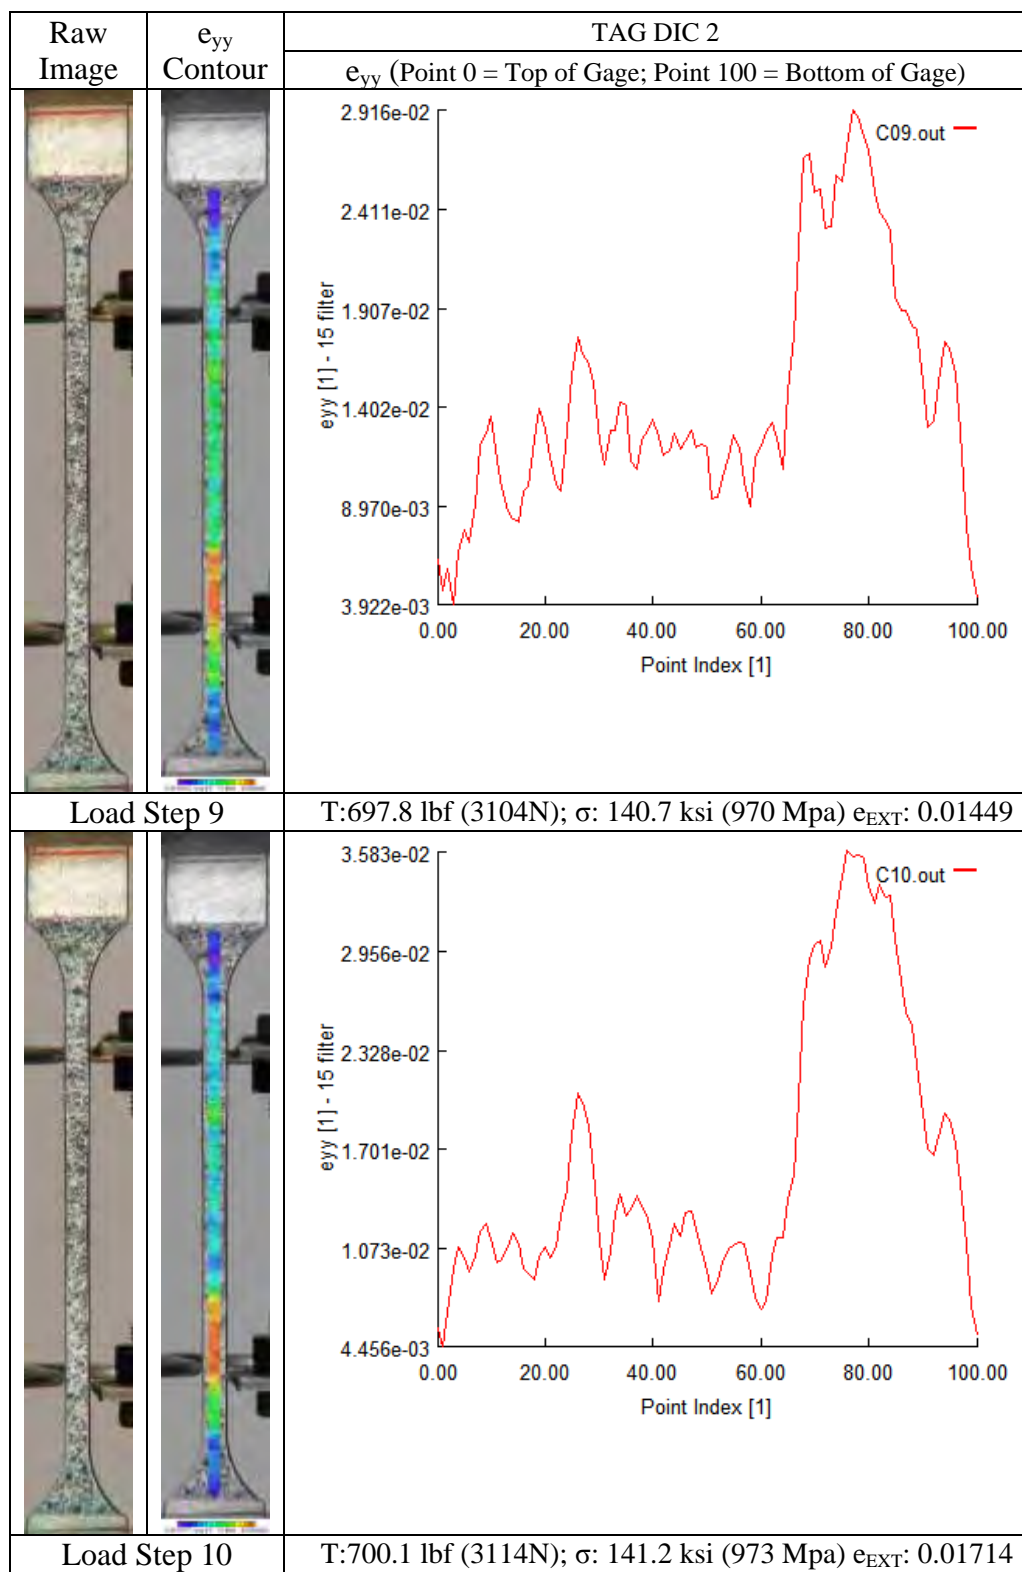 Raw Image
e_yy Contour
TAG DIC 2
e_yy (Point 0 = Top of Gage; Point 100 = Bottom of Gage)
2.916e-02
C09.out
2.411e-02
1.907e-02
1.402e-02
8.970e-03
3.922e-03
eyy [1] - 15 filter
0.00 20.00 40.00 60.00 80.00 100.00
Point Index [1]
Load Step 9
T:697.8 lbf (3104N); σ: 140.7 ksi (970 Mpa) e_EXT: 0.01449
3.583e-02
C10.out
2.956e-02
2.328e-02
1.701e-02
1.073e-02
4.456e-03
eyy [1] - 15 filter
0.00 20.00 40.00 60.00 80.00 100.00
Point Index [1]
Load Step 10
T:700.1 lbf (3114N); σ: 141.2 ksi (973 Mpa) e_EXT: 0.01714